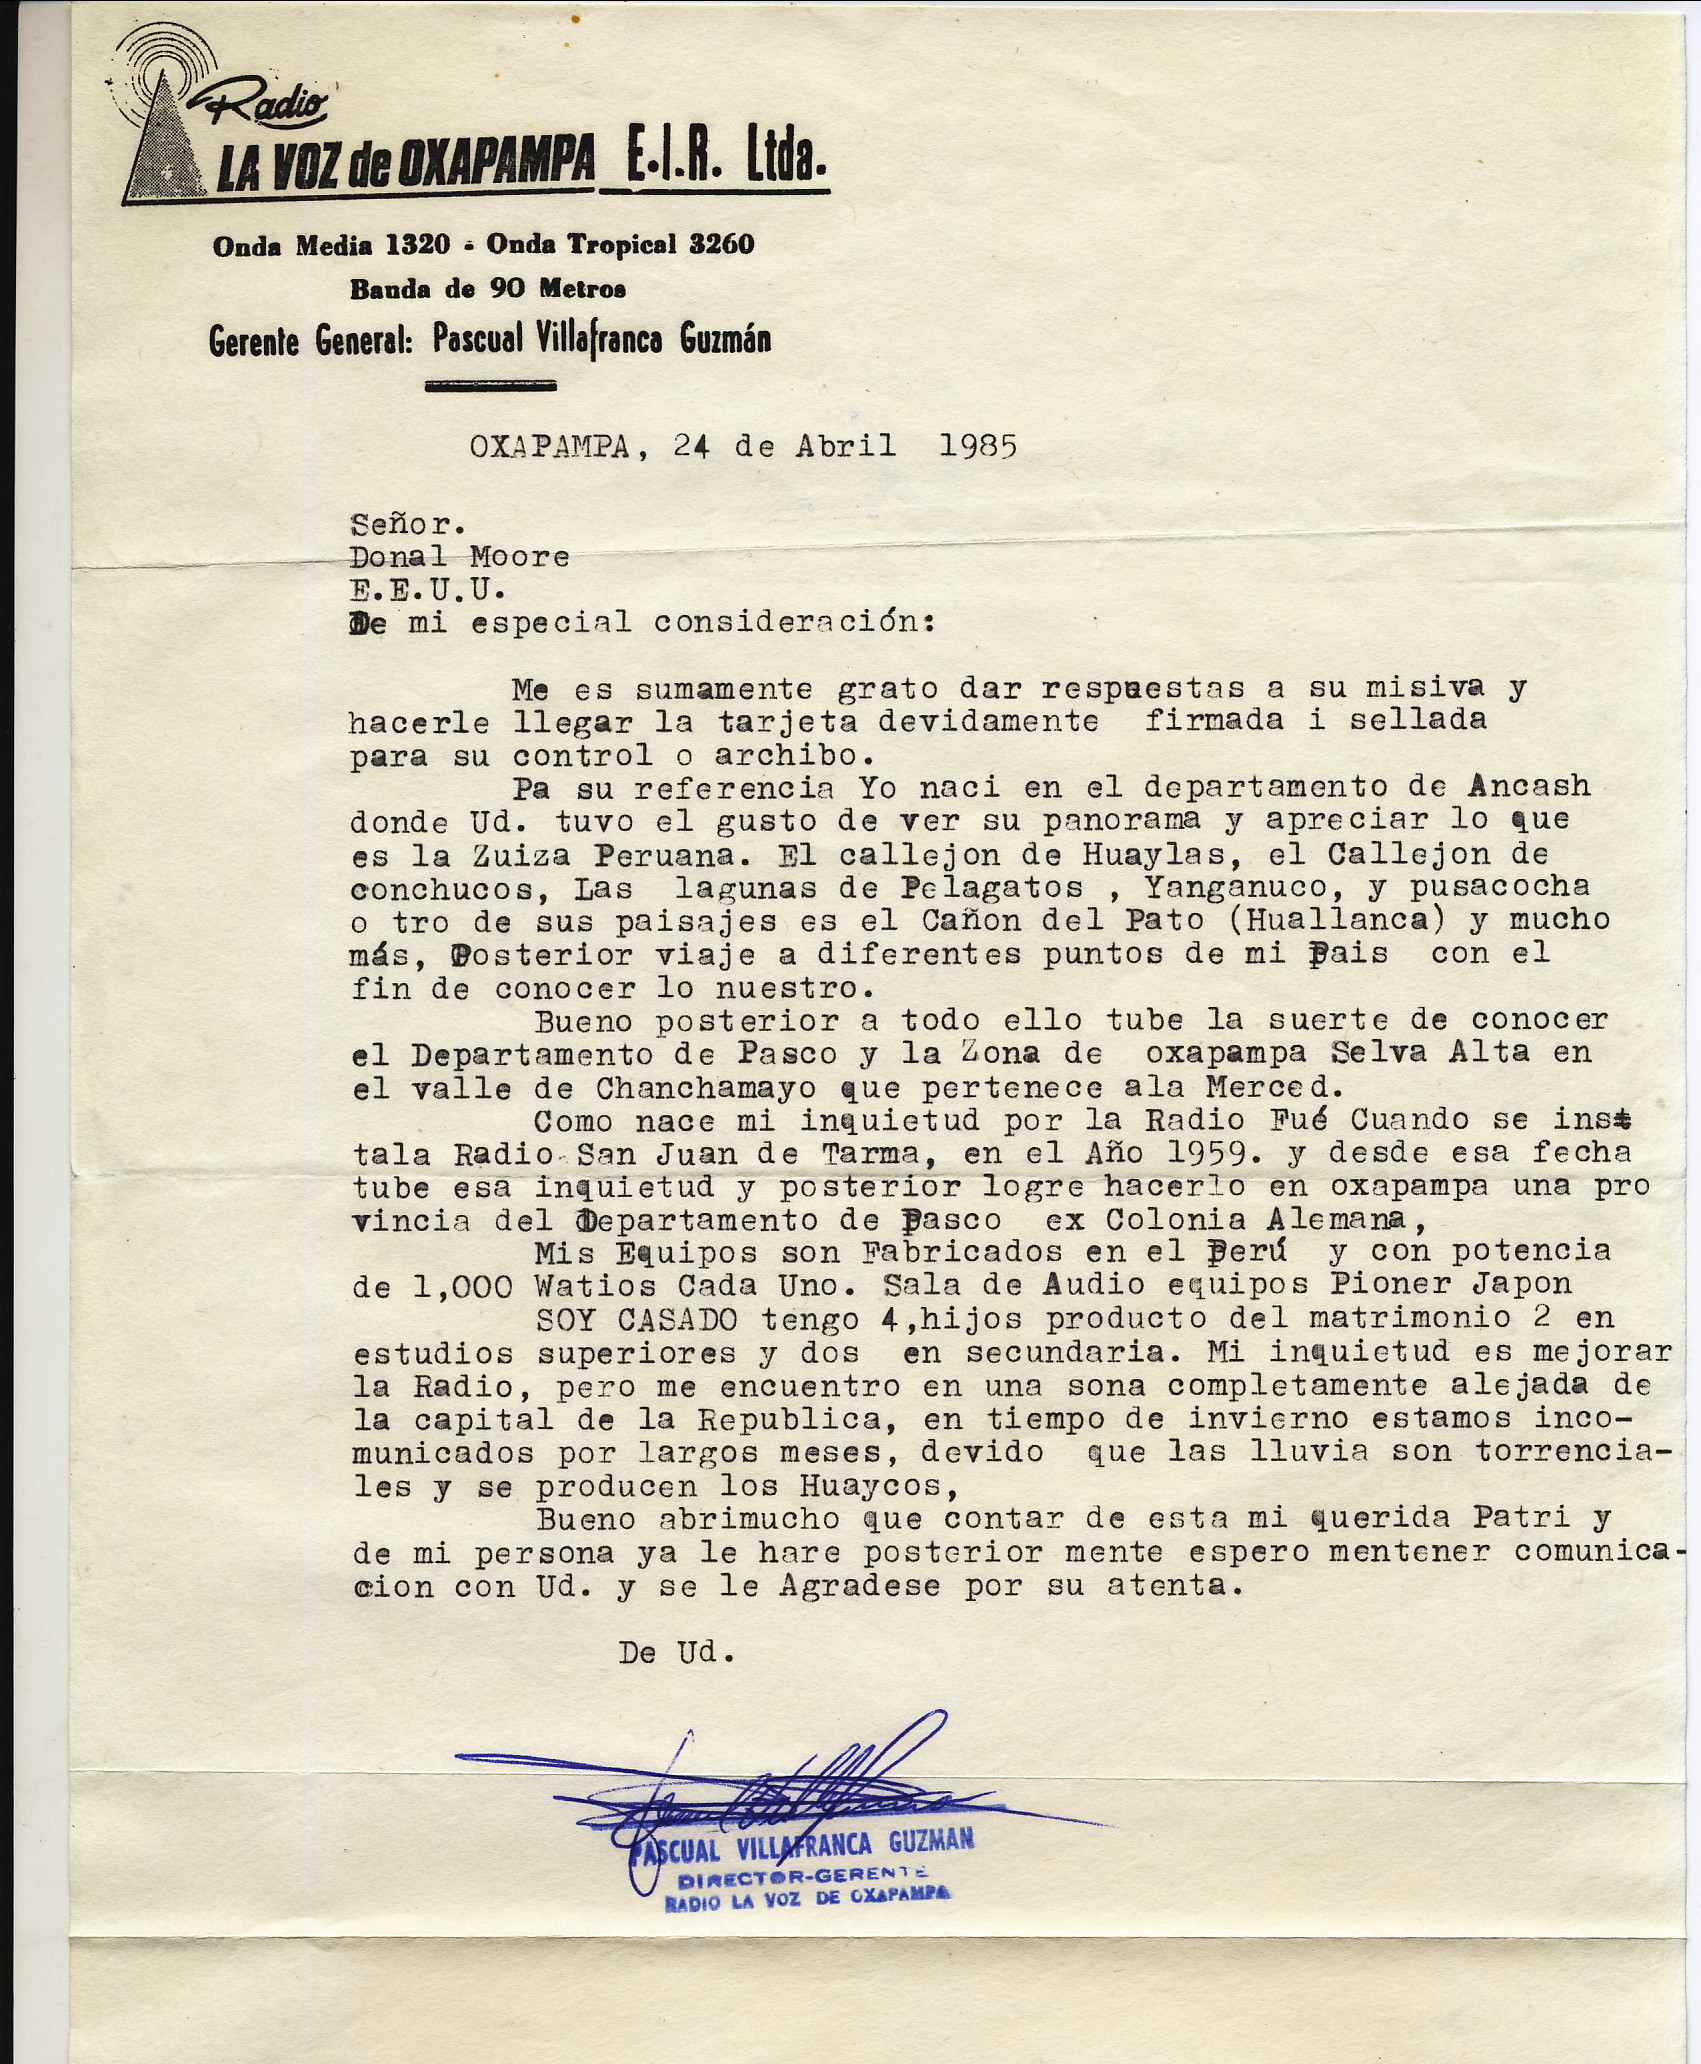 Radio
LA VOZ de OXAPAMPA E.I.R. Ltda.
Onda Media 1320 - Onda Tropical 3260
Banda de 90 Metros
Gerente General: Pascual Villafranca Guzmán
OXAPAMPA, 24 de Abril 1985
Señor.
Donal Moore
E.E.U.U.
De mi especial consideración:
Me es sumamente grato dar respuestas a su misiva y
hacerle llegar la tarjeta devidamente firmada i sellada
para su control o archibo.
Pa su referencia Yo naci en el departamento de Ancash
donde Ud. tuvo el gusto de ver su panorama y apreciar lo que
es la Zuiza Peruana. El callejon de Huaylas, el Callejon de
conchucos, Las lagunas de Pelagatos , Yanganuco, y pusacocha
o tro de sus paisajes es el Cañon del Pato (Huallanca) y mucho
más, Posterior viaje a diferentes puntos de mi Pais con el
fin de conocer lo nuestro.
Bueno posterior a todo ello tube la suerte de conocer
el Departamento de Pasco y la Zona de oxapampa Selva Alta en
el valle de Chanchamayo que pertenece ala Merced.
Como nace mi inquietud por la Radio Fué Cuando se inst
tala Radio San Juan de Tarma, en el Año 1959. y desde esa fecha
tube esa inquietud y posterior logre hacerlo en oxapampa una pro
vincia del Departamento de Pasco ex Colonia Alemana,
Mis Equipos son Fabricados en el Perú y con potencia
de 1,000 Watios Cada Uno. Sala de Audio equipos Pioner Japon
SOY CASADO tengo 4,hijos producto del matrimonio 2 en
estudios superiores y dos en secundaria. Mi inquietud es mejorar
la Radio, pero me encuentro en una sona completamente alejada de
la capital de la Republica, en tiempo de invierno estamos inco-
municados por largos meses, devido que las lluvia son torrencia-
les y se producen los Huaycos,
Bueno abrimucho que contar de esta mi querida Patri y
de mi persona ya le hare posterior mente espero mentener comunica-
cion con Ud. y se le Agradese por su atenta.
De Ud.
PASCUAL VILLAFRANCA GUZMAN
DIRECTOR-GERENTE
RADIO LA VOZ DE OXAPAMPA